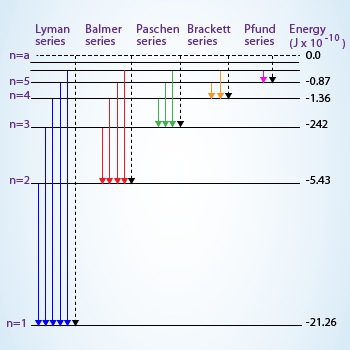 Lyman series Balmer series Paschen series Brackett series Pfund series Energy (J x 10 -10 )
n=a 0.0
n=5 -0.87
n=4 -1.36
n=3 -242
n=2 -5.43
n=1 -21.26